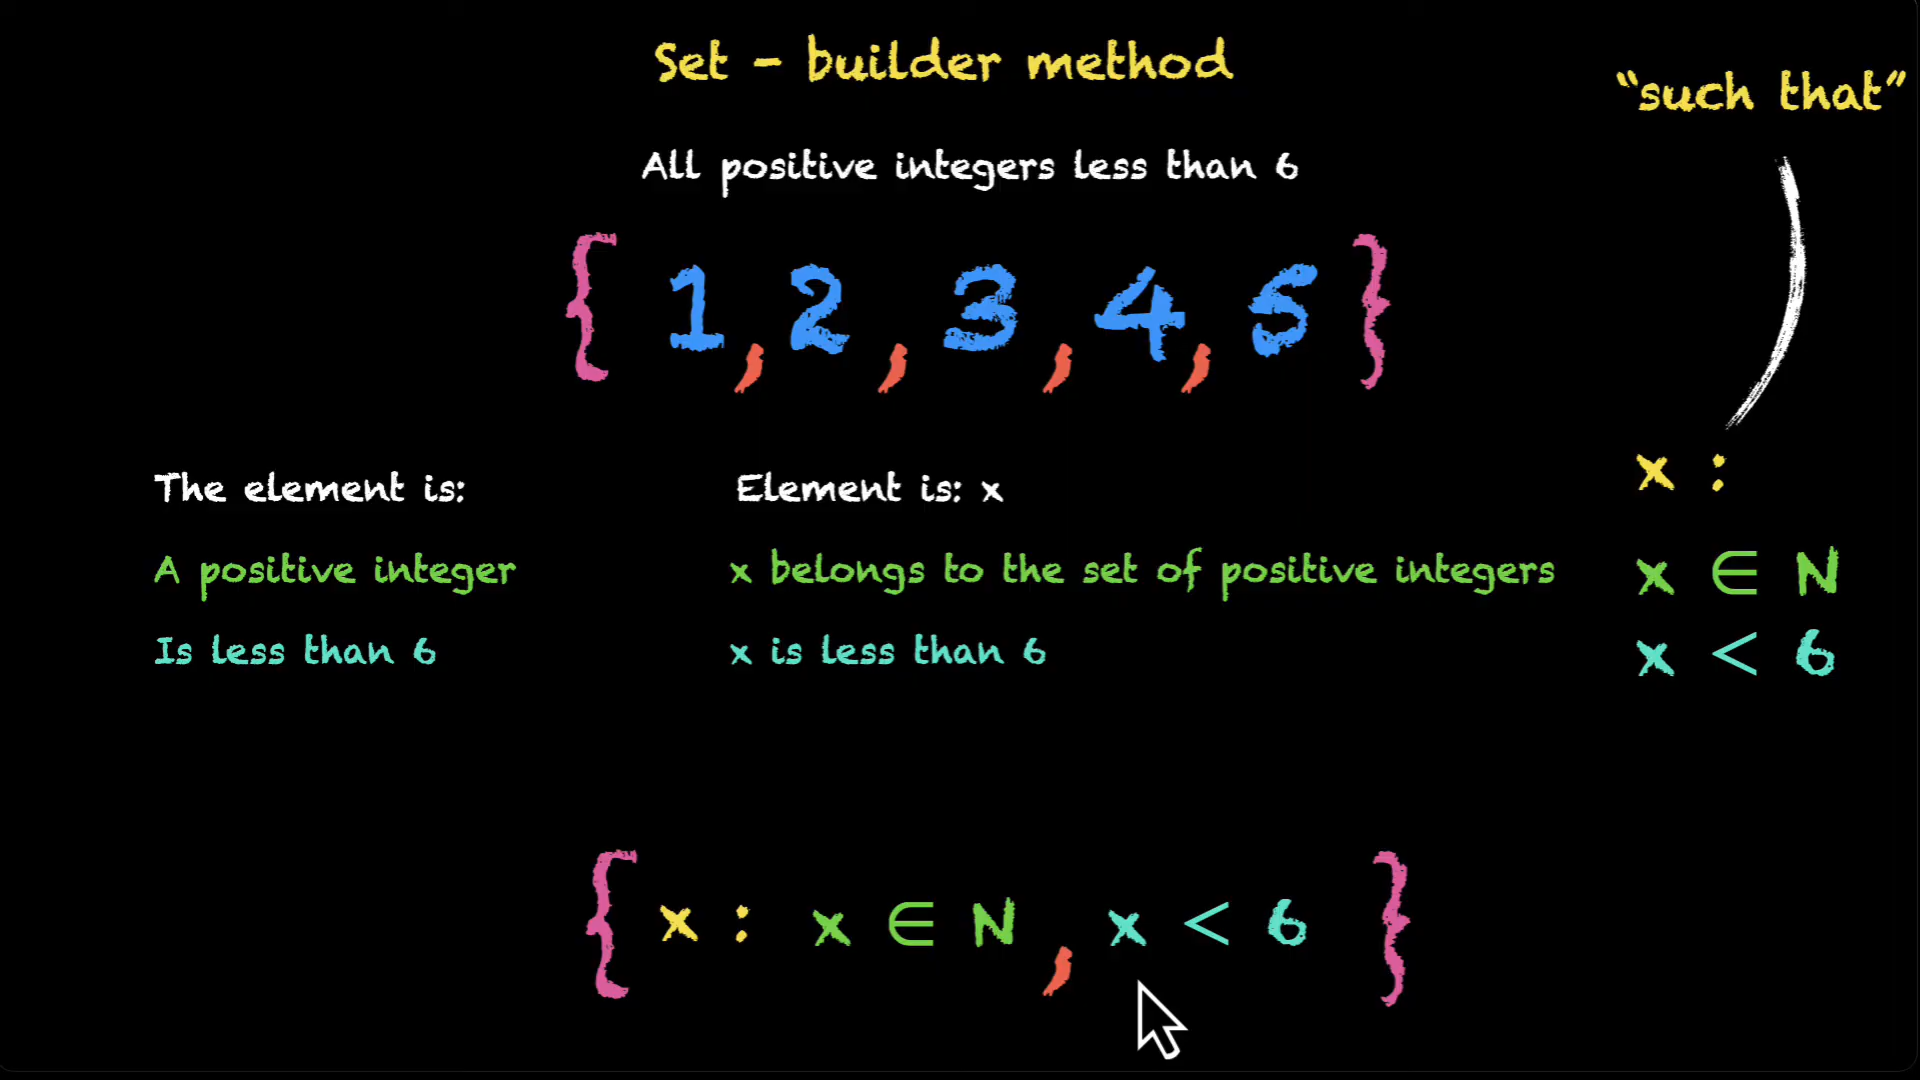 Set - builder method
"such that"
All positive integers less than 6
{ 1, 2, 3, 4, 5 }
The element is:
Element is: x
x :
A positive integer
x belongs to the set of positive integers
x ∈ N
Is less than 6
x is less than 6
x < 6
{ x : x ∈ N , x < 6 }